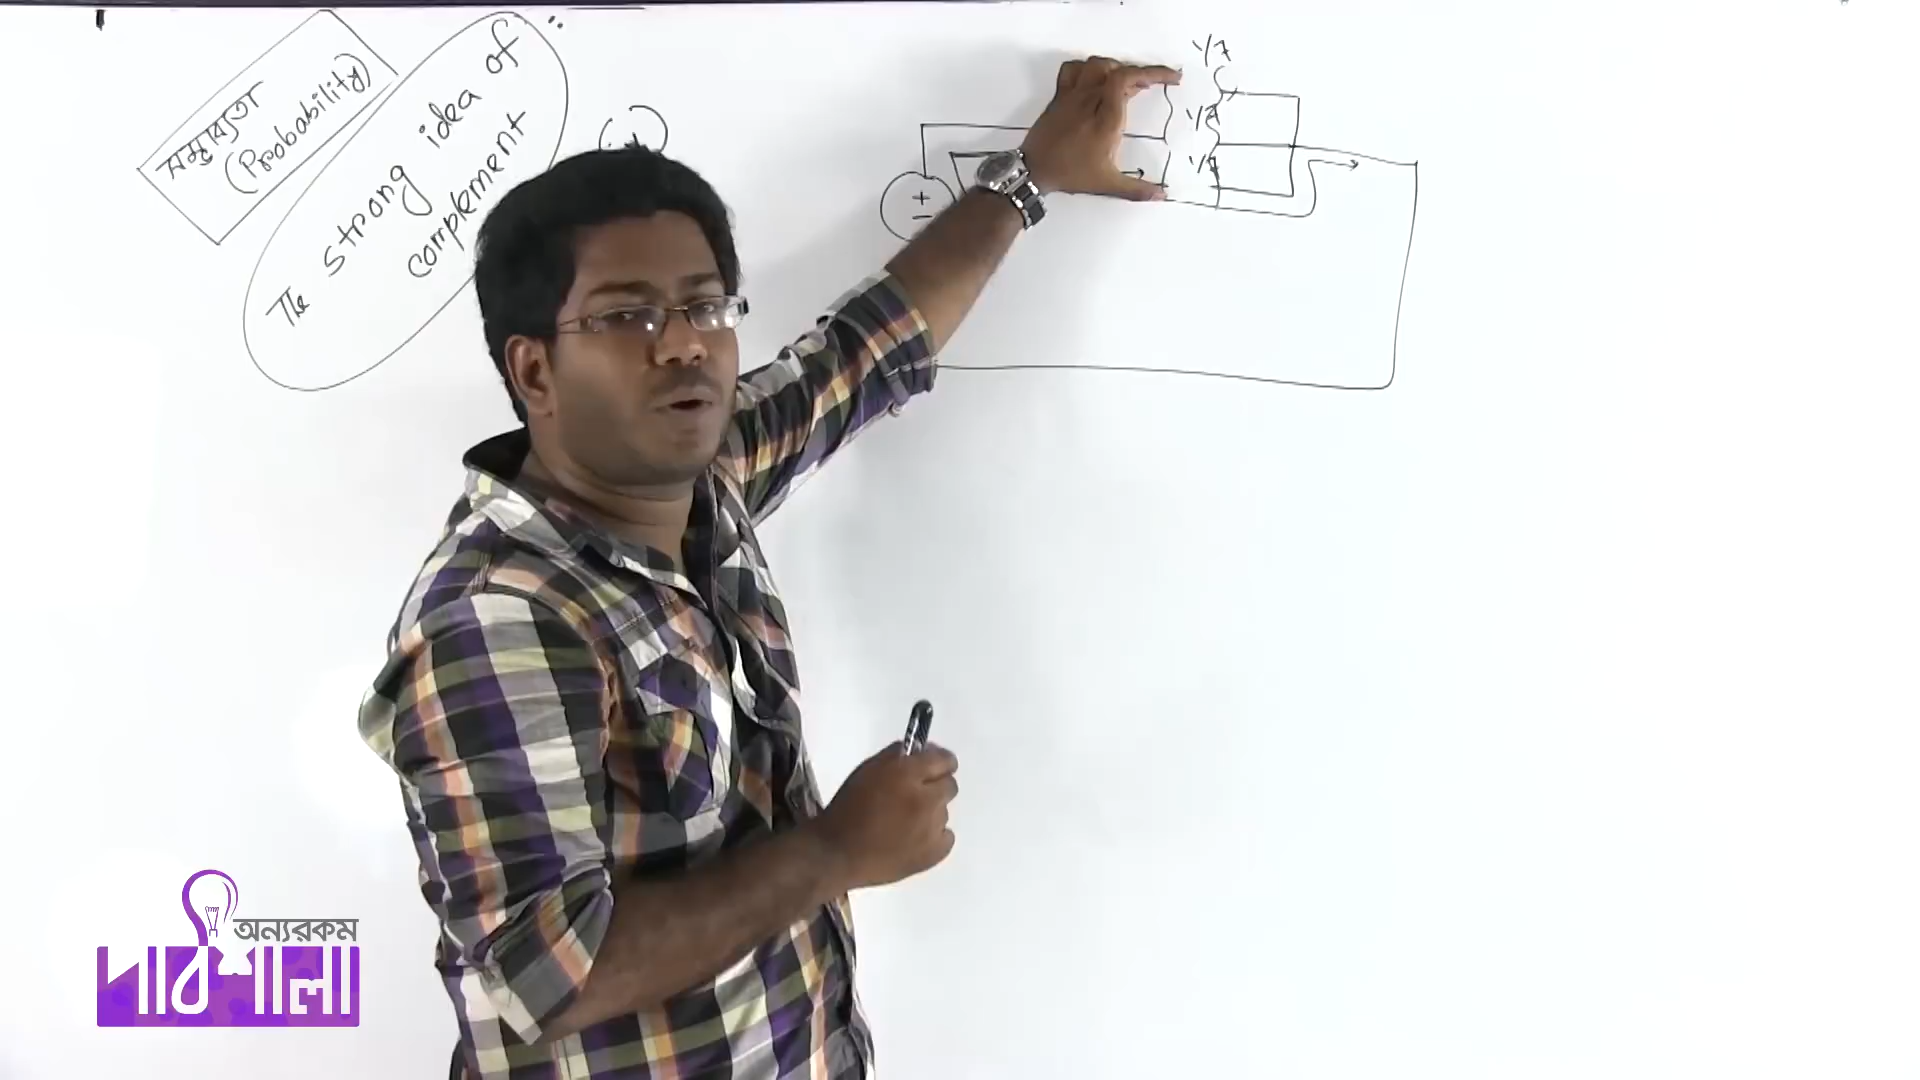 সম্ভাব্যতা
(Probability)
The strong idea of
complement
1/7
1/7
1/7
+
−
অন্যরকম
পাঠশালা